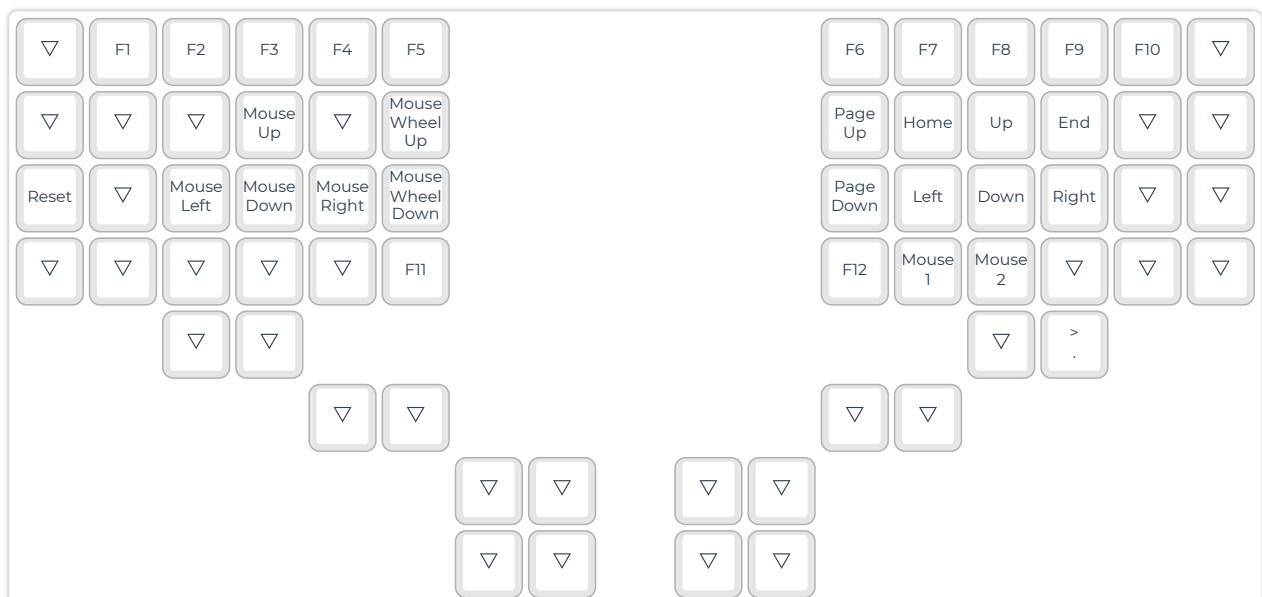 ▽ F1 F2 F3 F4 F5 F6 F7 F8 F9 F10 ▽
▽ ▽ ▽ Mouse Up ▽ Mouse Wheel Up Page Up Home Up End ▽ ▽
Reset ▽ Mouse Left Mouse Down Mouse Right Mouse Wheel Down Page Down Left Down Right ▽ ▽
▽ ▽ ▽ ▽ ▽ F11 F12 Mouse 1 Mouse 2 ▽ ▽ ▽
▽ ▽ ▽ > .
▽ ▽ ▽ ▽
▽ ▽ ▽ ▽
▽ ▽ ▽ ▽